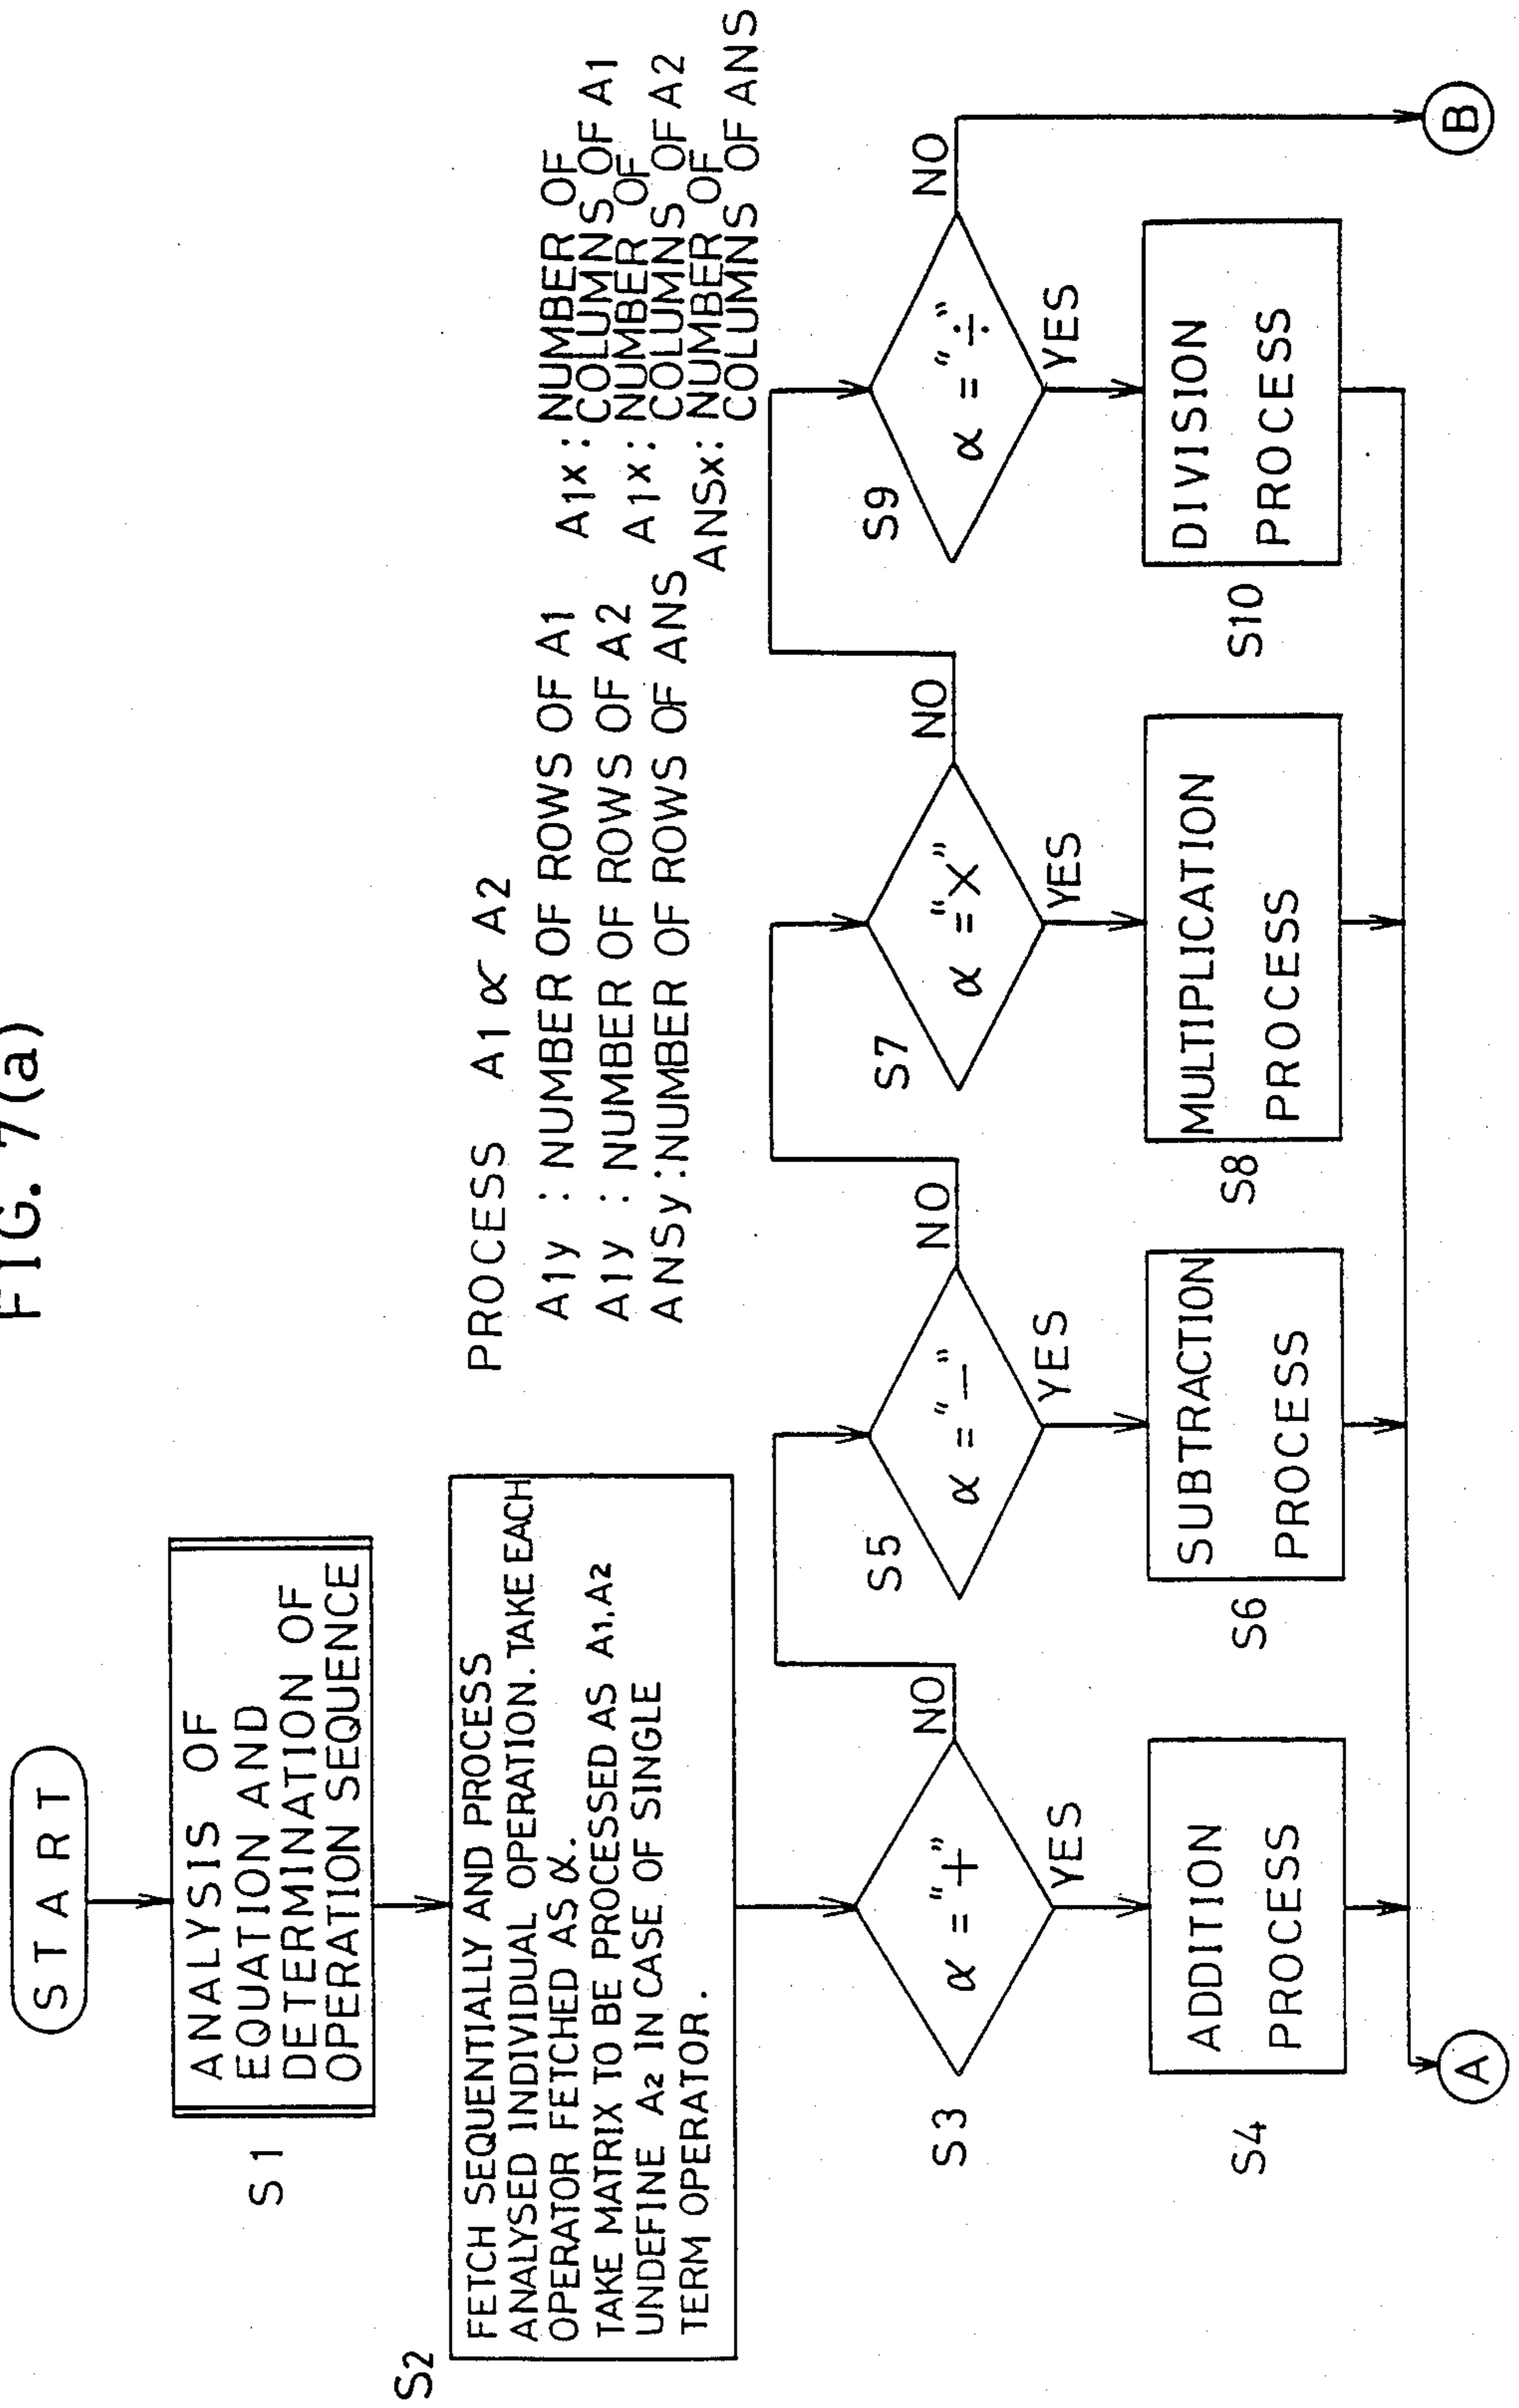 FIG. 7(a)
START
S1
ANALYSIS OF
EQUATION AND
DETERMINATION OF
OPERATION SEQUENCE
S2
FETCH SEQUENTIALLY AND PROCESS
ANALYSED INDIVIDUAL OPERATION. TAKE EACH
OPERATOR FETCHED AS α.
TAKE MATRIX TO BE PROCESSED AS A1,A2
UNDEFINE A2 IN CASE OF SINGLE
TERM OPERATOR.
PROCESS A1 α A2
A1y : NUMBER OF ROWS OF A1
A1y : NUMBER OF ROWS OF A2
ANSy : NUMBER OF ROWS OF ANS
A1x : NUMBER OF
COLUMNS OF A1
A1x : NUMBER OF
COLUMNS OF A2
ANSx: NUMBER OF
COLUMNS OF ANS
S3
α = "+"
NO
YES
S4
ADDITION
PROCESS
S5
α = "—"
NO
YES
S6
SUBTRACTION
PROCESS
S7
α = "X"
NO
YES
S8
MULTIPLICATION
PROCESS
S9
α = "÷"
NO
YES
S10
DIVISION
PROCESS
A
B